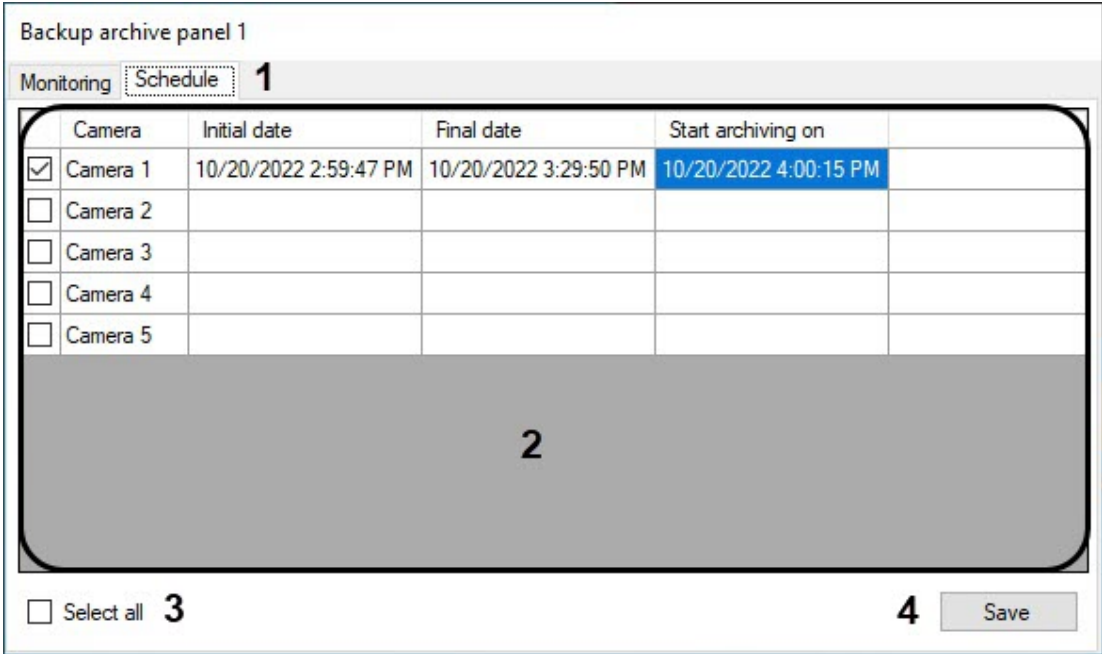 Backup archive panel 1
Monitoring Schedule 1
Camera Initial date Final date Start archiving on
Camera 1 10/20/2022 2:59:47 PM 10/20/2022 3:29:50 PM 10/20/2022 4:00:15 PM
Camera 2
Camera 3
Camera 4
Camera 5
2
Select all 3 4 Save